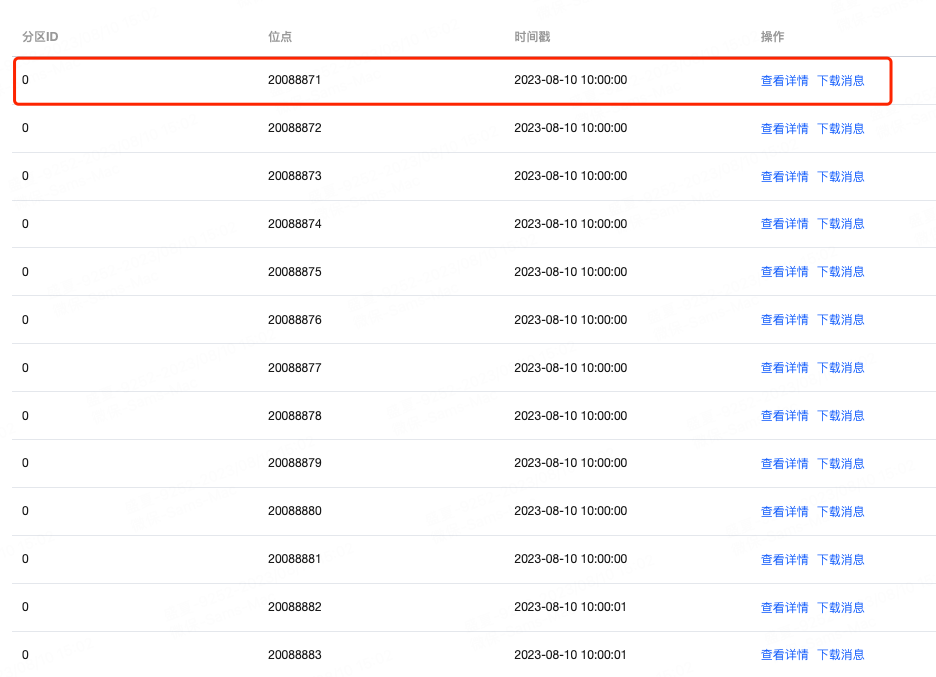 分区ID 位点 时间戳 操作
0 20088871 2023-08-10 10:00:00 查看详情 下载消息
0 20088872 2023-08-10 10:00:00 查看详情 下载消息
0 20088873 2023-08-10 10:00:00 查看详情 下载消息
0 20088874 2023-08-10 10:00:00 查看详情 下载消息
0 20088875 2023-08-10 10:00:00 查看详情 下载消息
0 20088876 2023-08-10 10:00:00 查看详情 下载消息
0 20088877 2023-08-10 10:00:00 查看详情 下载消息
0 20088878 2023-08-10 10:00:00 查看详情 下载消息
0 20088879 2023-08-10 10:00:00 查看详情 下载消息
0 20088880 2023-08-10 10:00:00 查看详情 下载消息
0 20088881 2023-08-10 10:00:00 查看详情 下载消息
0 20088882 2023-08-10 10:00:01 查看详情 下载消息
0 20088883 2023-08-10 10:00:01 查看详情 下载消息